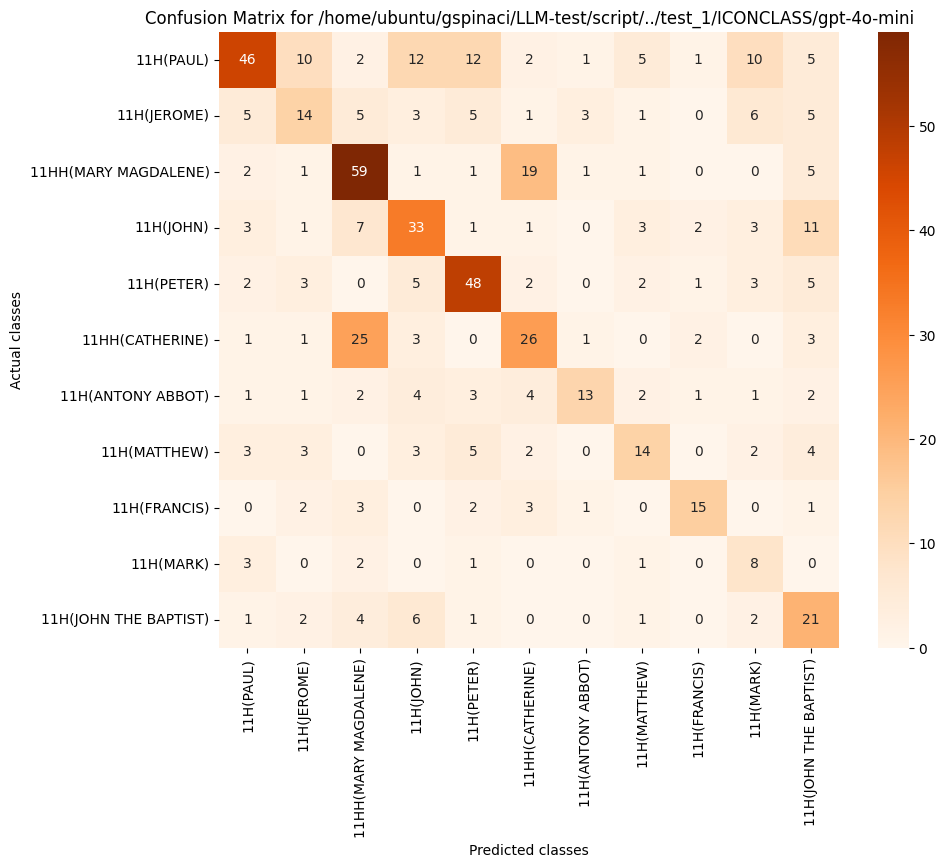 Confusion Matrix for /home/ubuntu/gspinaci/LLM-test/script/../test_1/ICONCLASS/gpt-4o-mini
11H(PAUL) 46 10 2 12 12 2 1 5 1 10 5
11H(JEROME) 5 14 5 3 5 1 3 1 0 6 5
11HH(MARY MAGDALENE) 2 1 59 1 1 19 1 1 0 0 5
11H(JOHN) 3 1 7 33 1 1 0 3 2 3 11
11H(PETER) 2 3 0 5 48 2 0 2 1 3 5
11HH(CATHERINE) 1 1 25 3 0 26 1 0 2 0 3
11H(ANTONY ABBOT) 1 1 2 4 3 4 13 2 1 1 2
11H(MATTHEW) 3 3 0 3 5 2 0 14 0 2 4
11H(FRANCIS) 0 2 3 0 2 3 1 0 15 0 1
11H(MARK) 3 0 2 0 1 0 0 1 0 8 0
11H(JOHN THE BAPTIST) 1 2 4 6 1 0 0 1 0 2 21
Actual classes
11H(PAUL)
11H(JEROME)
11HH(MARY MAGDALENE)
11H(JOHN)
11H(PETER)
11HH(CATHERINE)
11H(ANTONY ABBOT)
11H(MATTHEW)
11H(FRANCIS)
11H(MARK)
11H(JOHN THE BAPTIST)
Predicted classes
50
40
30
20
10
0